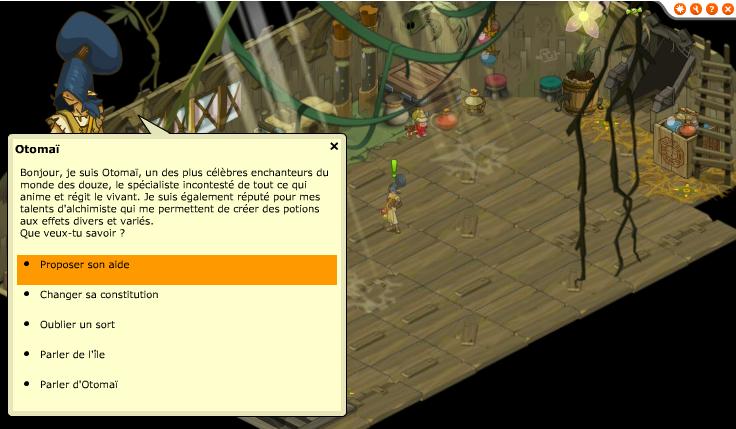 Otomaï
Bonjour, je suis Otomaï, un des plus célèbres enchanteurs du
monde des douze, le spécialiste incontesté de tout ce qui
anime et régit le vivant. Je suis également réputé pour mes
talents d'alchimiste qui me permettent de créer des potions
aux effets divers et variés.
Que veux-tu savoir ?
• Proposer son aide
• Changer sa constitution
• Oublier un sort
• Parler de l'île
• Parler d'Otomaï